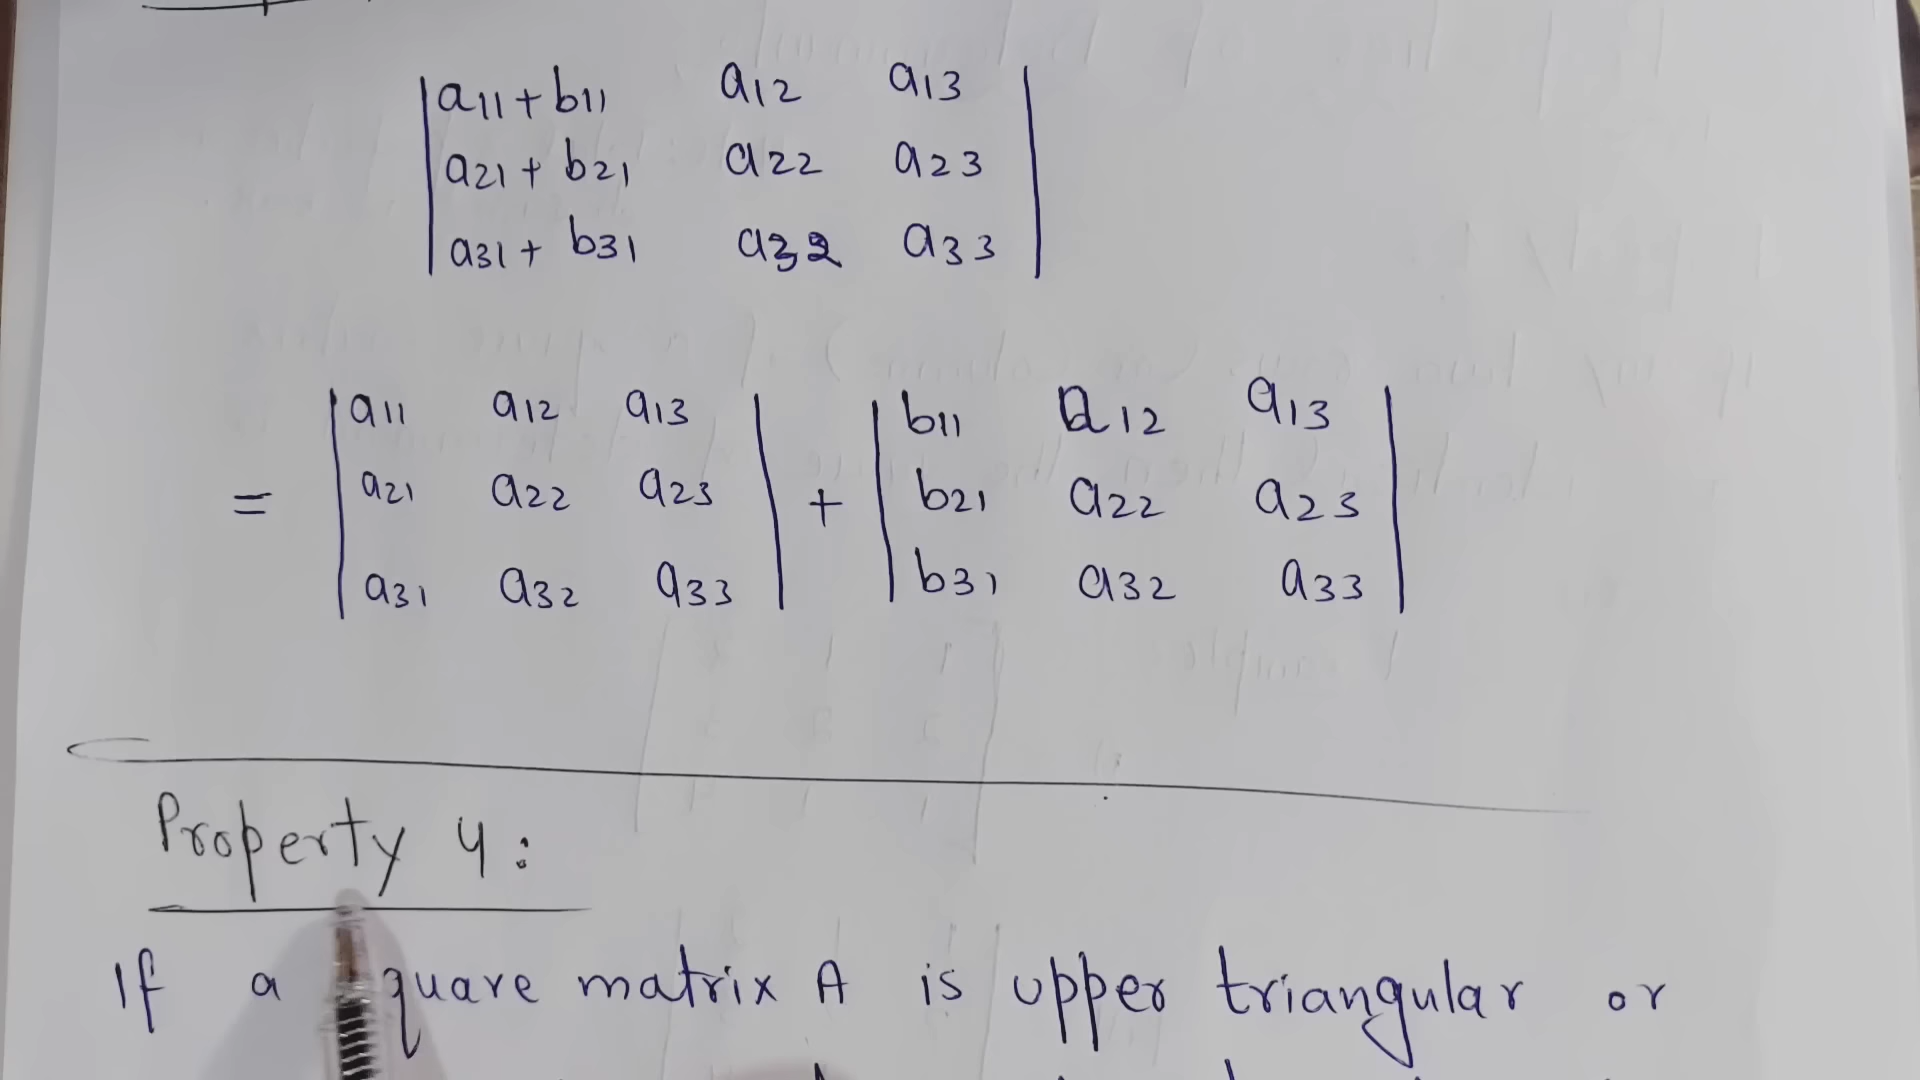 |a11 + b11 a12 a13|
|a21 + b21 a22 a23|
|a31 + b31 a32 a33|
|a11 a12 a13| |b11 a12 a13|
= |a21 a22 a23| + |b21 a22 a23|
|a31 a32 a33| |b31 a32 a33|
Property 4:
If a quare matrix A is upper triangular or